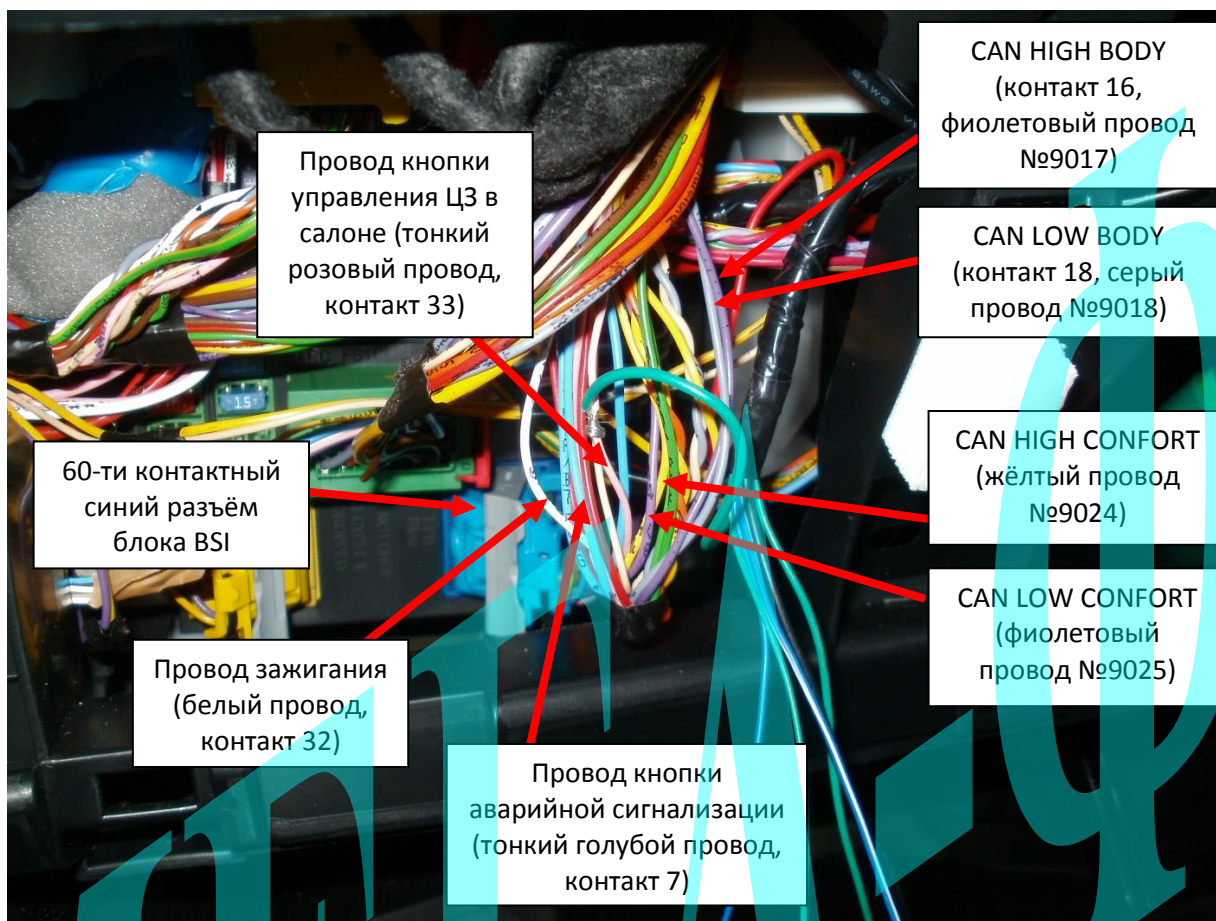 CAN HIGH BODY
(контакт 16,
фиолетовый провод
№9017)
Провод кнопки
управления ЦЗ в
салоне (тонкий
розовый провод,
контакт 33)
CAN LOW BODY
(контакт 18, серый
провод №9018)
CAN HIGH CONFORT
(жёлтый провод
№9024)
60-ти контактный
синий разъём
блока BSI
CAN LOW CONFORT
(фиолетовый
провод №9025)
Провод зажигания
(белый провод,
контакт 32)
Провод кнопки
аварийной сигнализации
(тонкий голубой провод,
контакт 7)
15